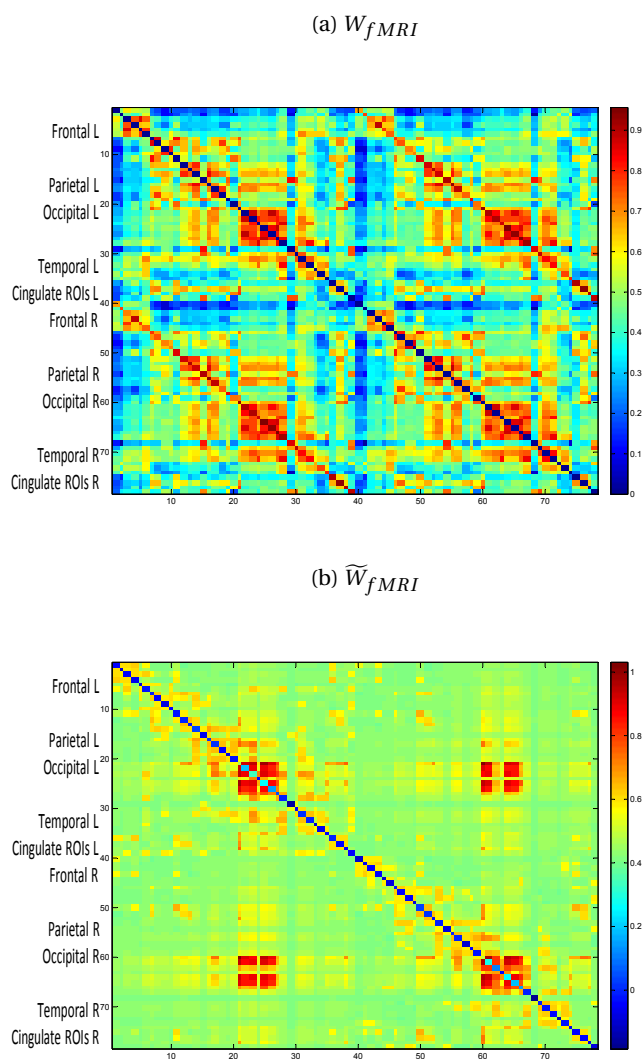 (a) W_fMRI
Frontal L
10
Parietal L
Occipital L 20
30
Temporal L
Cingulate ROIs L
40
Frontal R
50
Parietal R
Occipital R 60
Temporal R 70
Cingulate ROIs R
10 20 30 40 50 60 70
0.9
0.8
0.7
0.6
0.5
0.4
0.3
0.2
0.1
0
(b) W̃_fMRI
Frontal L
10
Parietal L
Occipital L 20
30
Temporal L
Cingulate ROIs L
40
Frontal R
50
Parietal R
Occipital R 60
Temporal R 70
Cingulate ROIs R
10 20 30 40 50 60 70
1
0.8
0.6
0.4
0.2
0